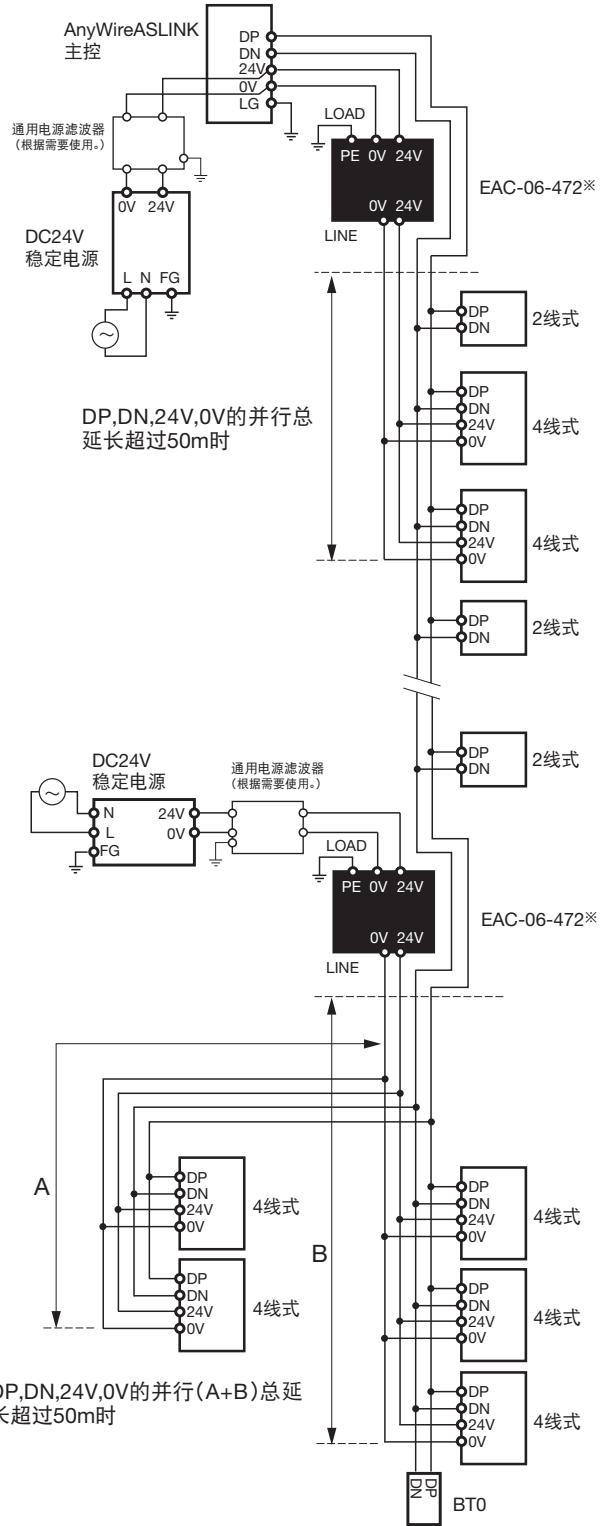 AnyWireASLINK
主控
DP
DN
24V
0V
LG
通用电源滤波器
（根据需要使用。）
0V 24V
DC24V
稳定电源
L N FG
LOAD
PE 0V 24V
0V 24V
LINE
EAC-06-472※
DP,DN,24V,0V的并行总
延长超过50m时
DP
DN
2线式
DP
DN
24V
0V
4线式
DP
DN
24V
0V
4线式
DP
DN
2线式
DP
DN
2线式
DC24V
稳定电源
N
L
FG
24V
0V
通用电源滤波器
（根据需要使用。）
LOAD
PE 0V 24V
0V 24V
LINE
EAC-06-472※
A
B
DP
DN
24V
0V
4线式
DP
DN
24V
0V
4线式
DP
DN
24V
0V
4线式
DP
DN
24V
0V
4线式
DP
DN
24V
0V
4线式
DP,DN,24V,0V的并行（A+B）总延
长超过50m时
DP
DN
BT0